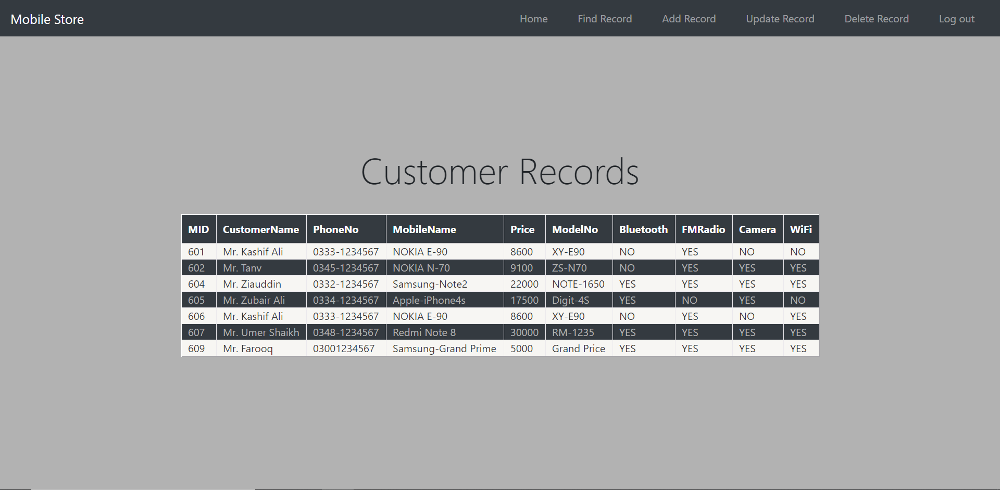 Mobile Store Home Find Record Add Record Update Record Delete Record Log out
Customer Records
MID CustomerName PhoneNo MobileName Price ModelNo Bluetooth FMRadio Camera WiFi
601 Mr. Kashif Ali 0333-1234567 NOKIA E-90 8600 XY-E90 NO YES NO NO
602 Mr. Tanv 0345-1234567 NOKIA N-70 9100 ZS-N70 NO YES YES YES
604 Mr. Ziauddin 0332-1234567 Samsung-Note2 22000 NOTE-1650 YES YES YES YES
605 Mr. Zubair Ali 0334-1234567 Apple-iPhone4s 17500 Digit-4S YES NO YES NO
606 Mr. Kashif Ali 0333-1234567 NOKIA E-90 8600 XY-E90 NO YES NO YES
607 Mr. Umer Shaikh 0348-1234567 Redmi Note 8 30000 RM-1235 YES YES YES YES
609 Mr. Farooq 03001234567 Samsung-Grand Prime 5000 Grand Price YES YES YES YES